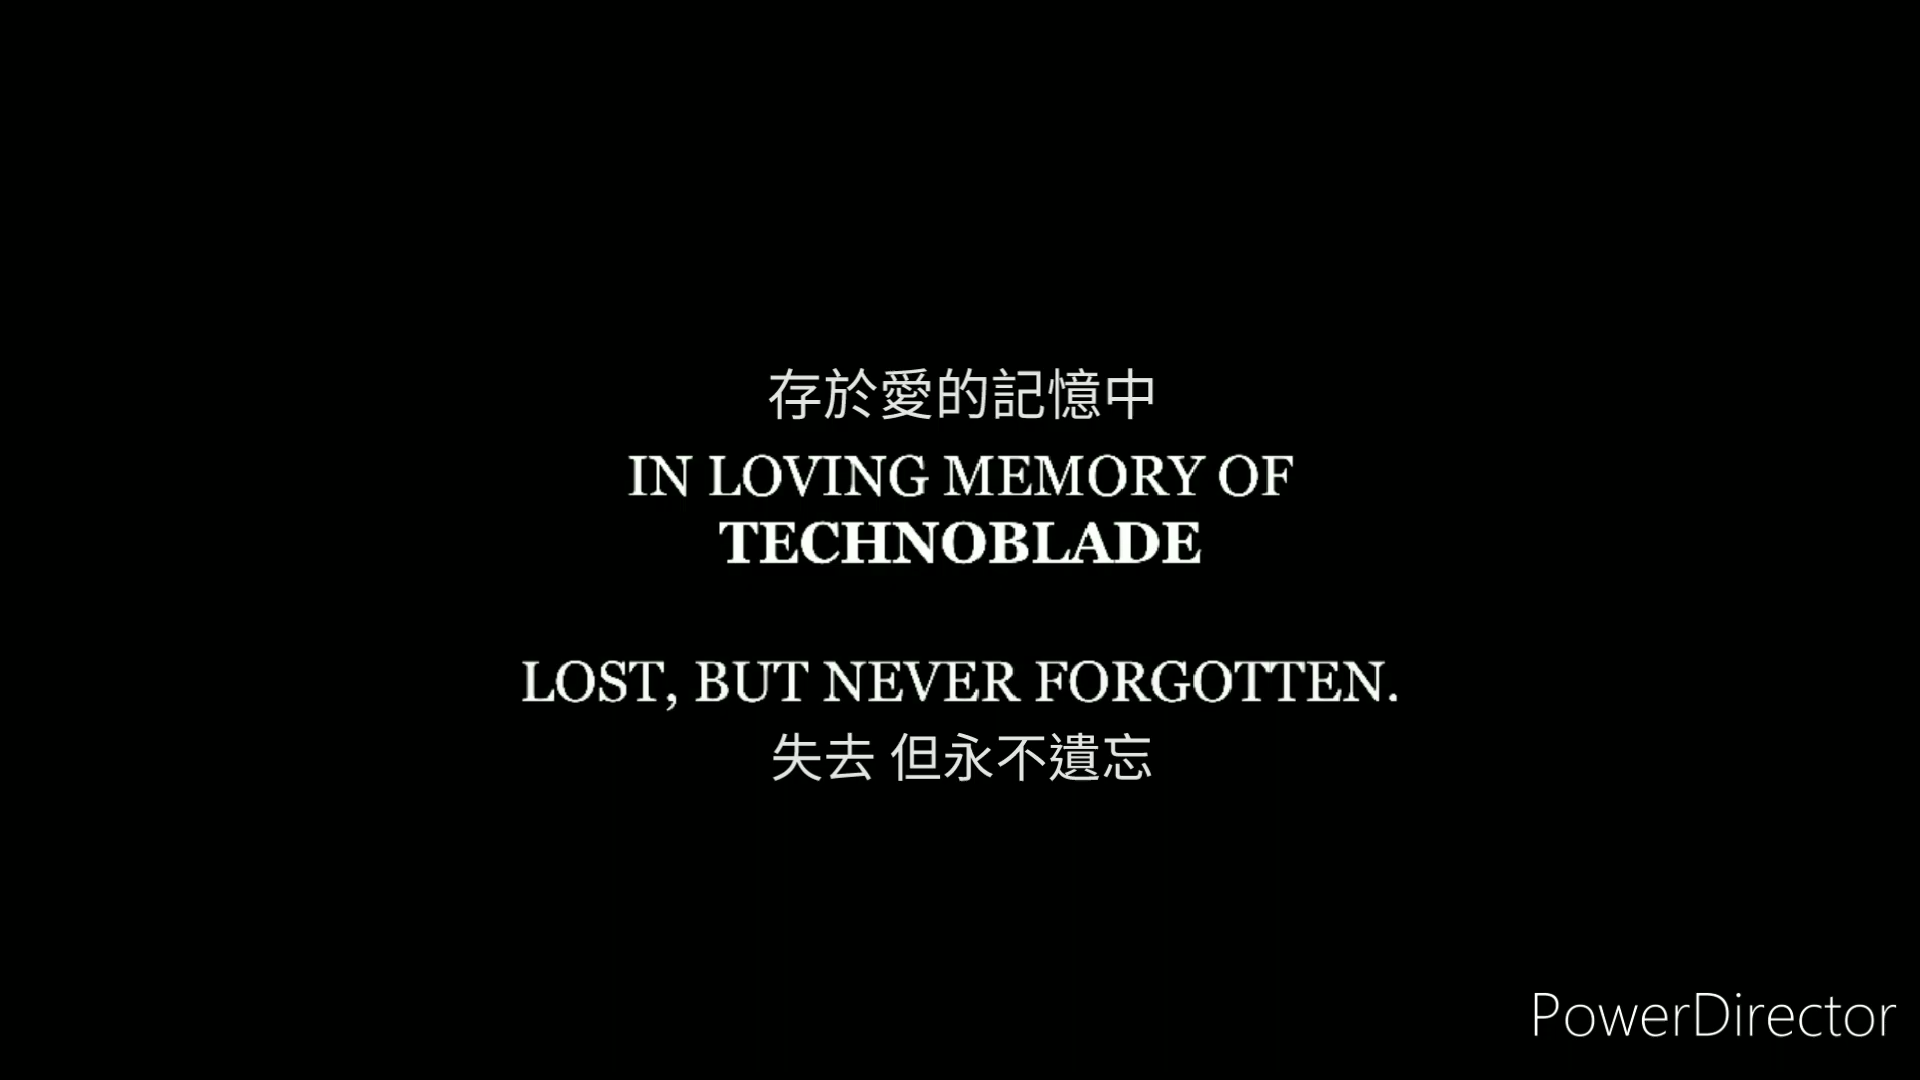 存於愛的記憶中
IN LOVING MEMORY OF
TECHNOBLADE
LOST, BUT NEVER FORGOTTEN.
失去 但永不遺忘
PowerDirector